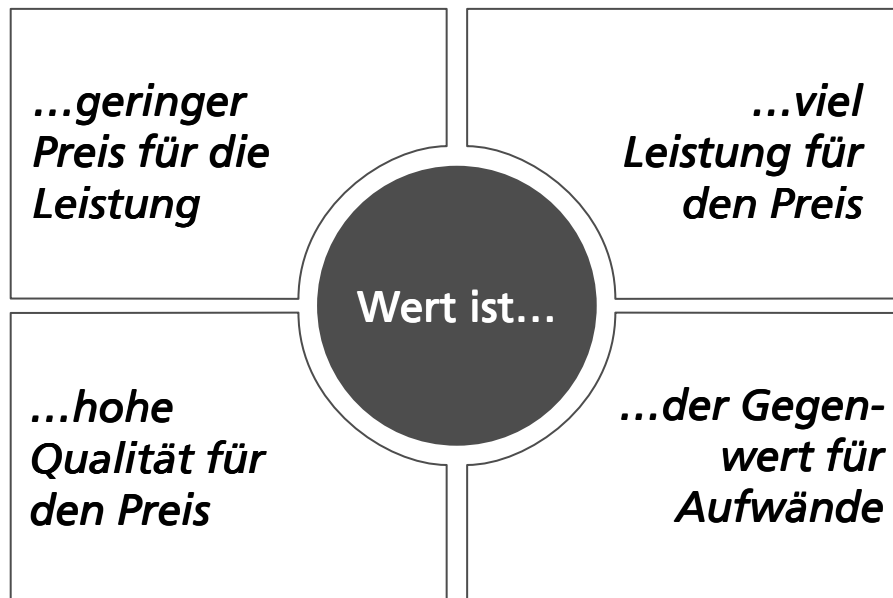 …geringer
Preis für die
Leistung
…viel
Leistung für
den Preis
Wert ist…
…hohe
Qualität für
den Preis
…der Gegen-
wert für
Aufwände